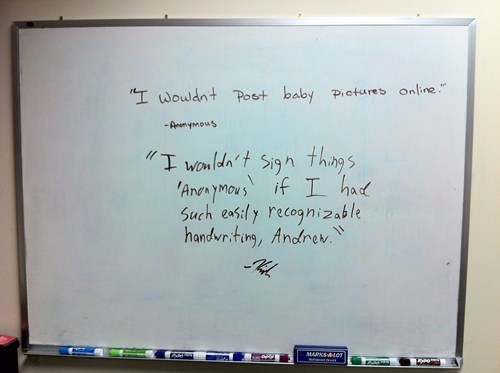 "I wouldn't Post baby pictures online."
-Anonymous
"I wouldn't sign things
'Anonymous' if I had
such easily recognizable
handwriting, Andrew."
MARKS-A-LOT
EXPO